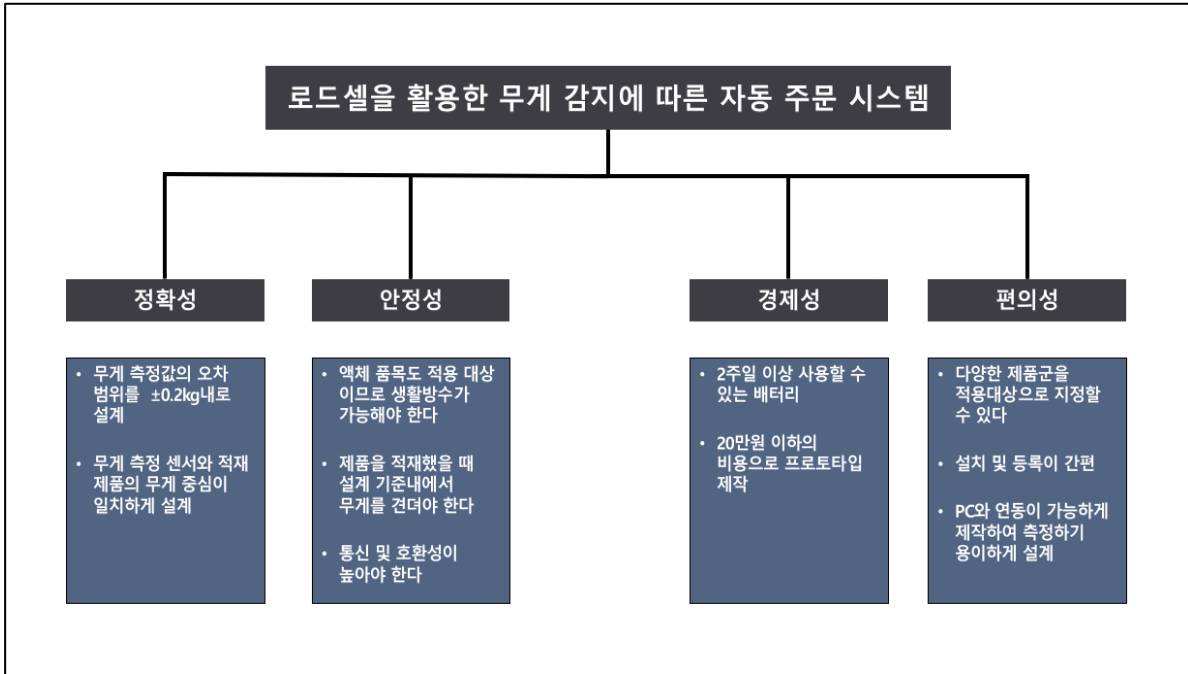 로드셀을 활용한 무게 감지에 따른 자동 주문 시스템
정확성
• 무게 측정값의 오차
범위를 ±0.2kg내로
설계
• 무게 측정 센서와 적재
제품의 무게 중심이
일치하게 설계
안정성
• 액체 품목도 적용 대상
이므로 생활방수가
가능해야 한다
• 제품을 적재했을 때
설계 기준내에서
무게를 견뎌야 한다
• 통신 및 호환성이
높아야 한다
경제성
• 2주일 이상 사용할 수
있는 배터리
• 20만원 이하의
비용으로 프로토타입
제작
편의성
• 다양한 제품군을
적용대상으로 지정할
수 있다
• 설치 및 등록이 간편
• PC와 연동이 가능하게
제작하여 측정하기
용이하게 설계